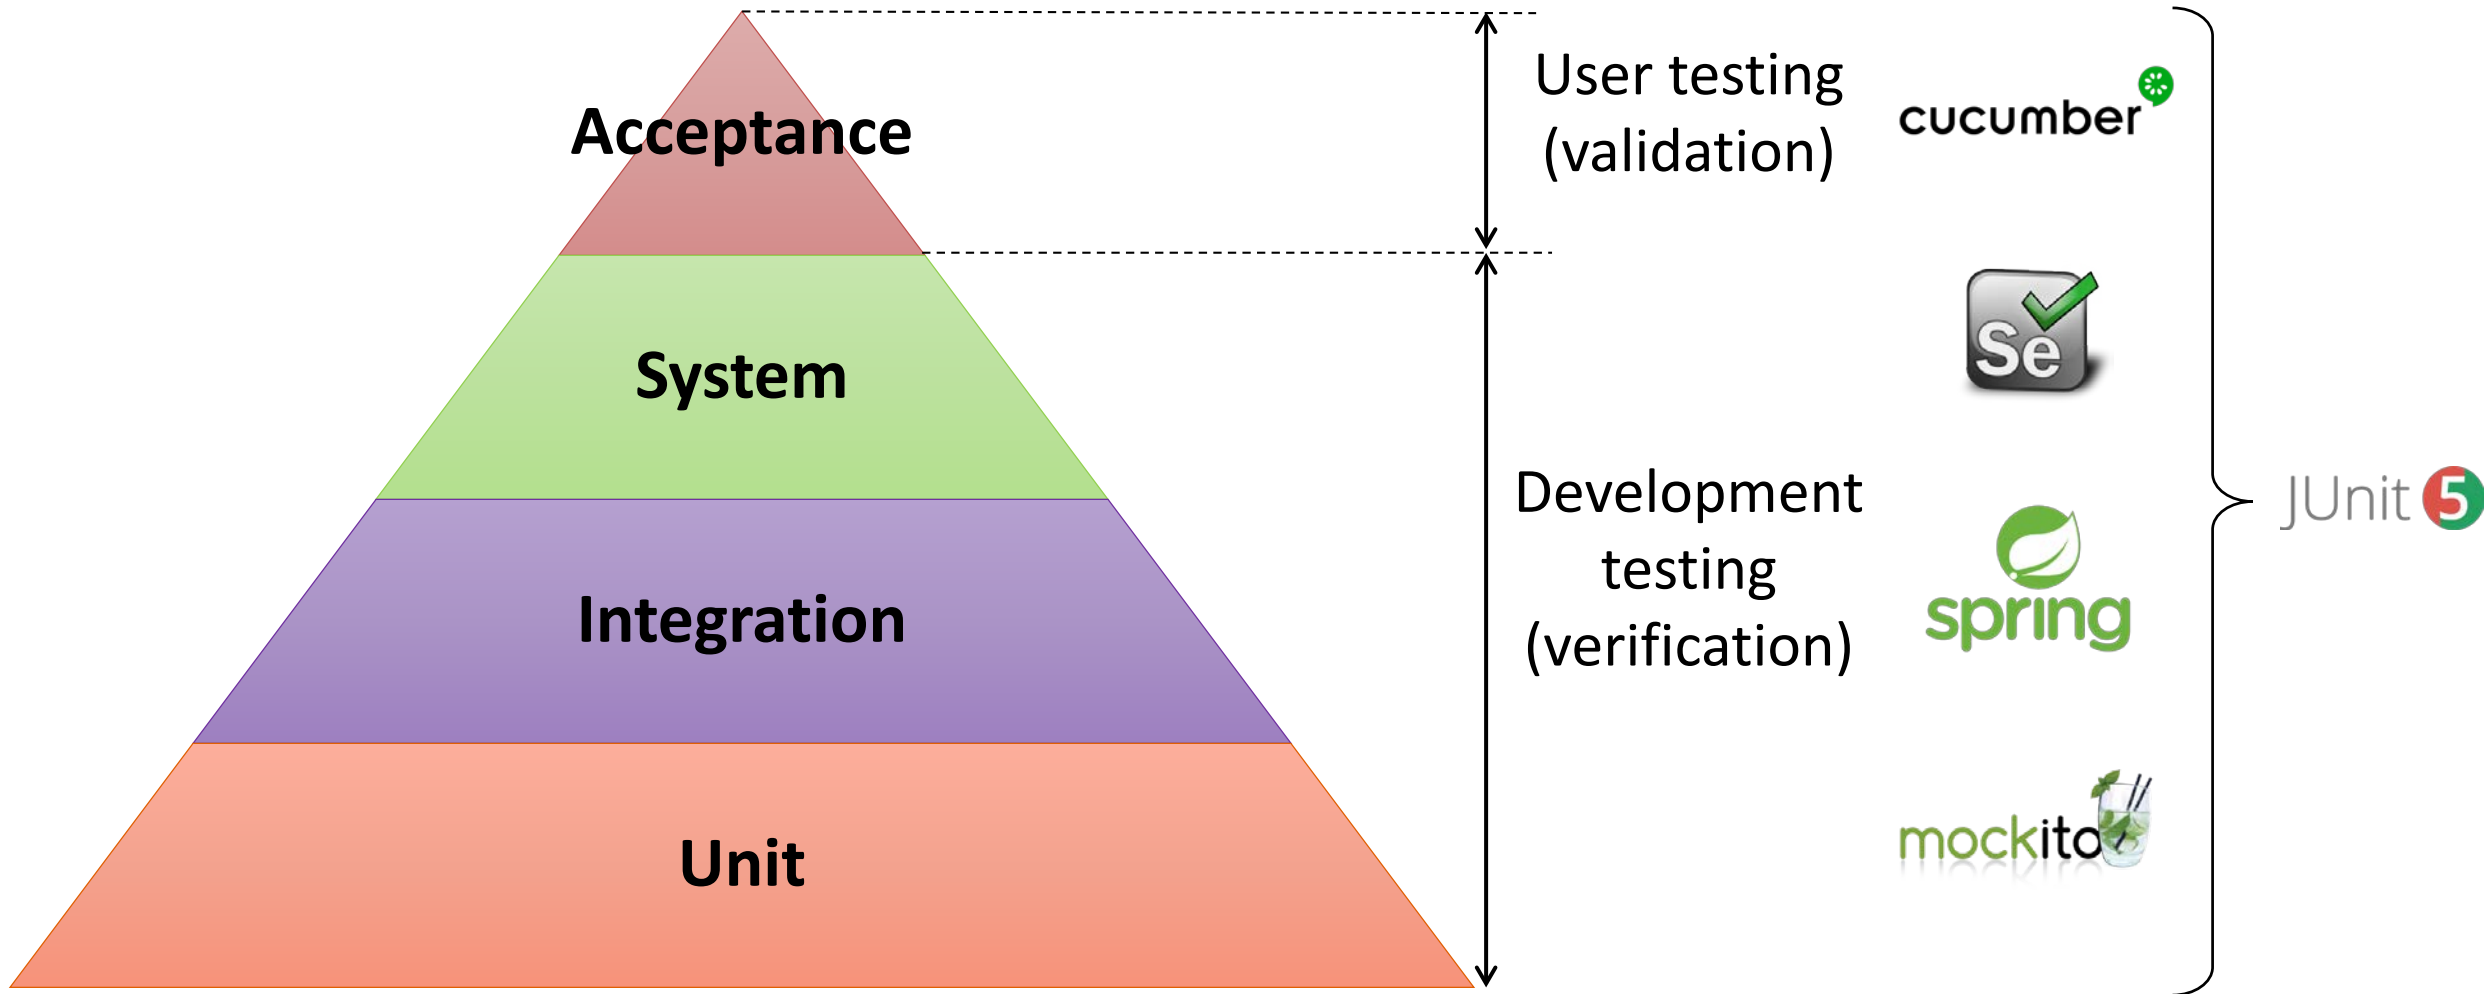 Acceptance
System
Integration
Unit
User testing
(validation)
Development
testing
(verification)
cucumber
Se
spring
mockito
JUnit 5